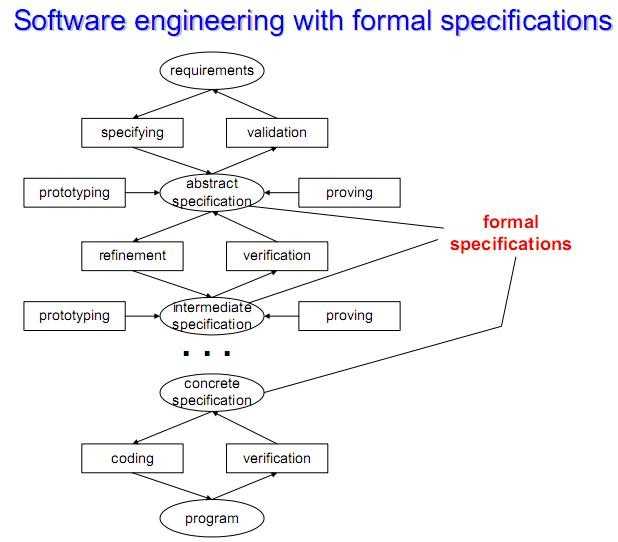 Software engineering with formal specifications
requirements
specifying
validation
prototyping
abstract
specification
proving
formal
specifications
refinement
verification
prototyping
intermediate
specification
proving
. . .
concrete
specification
coding
verification
program